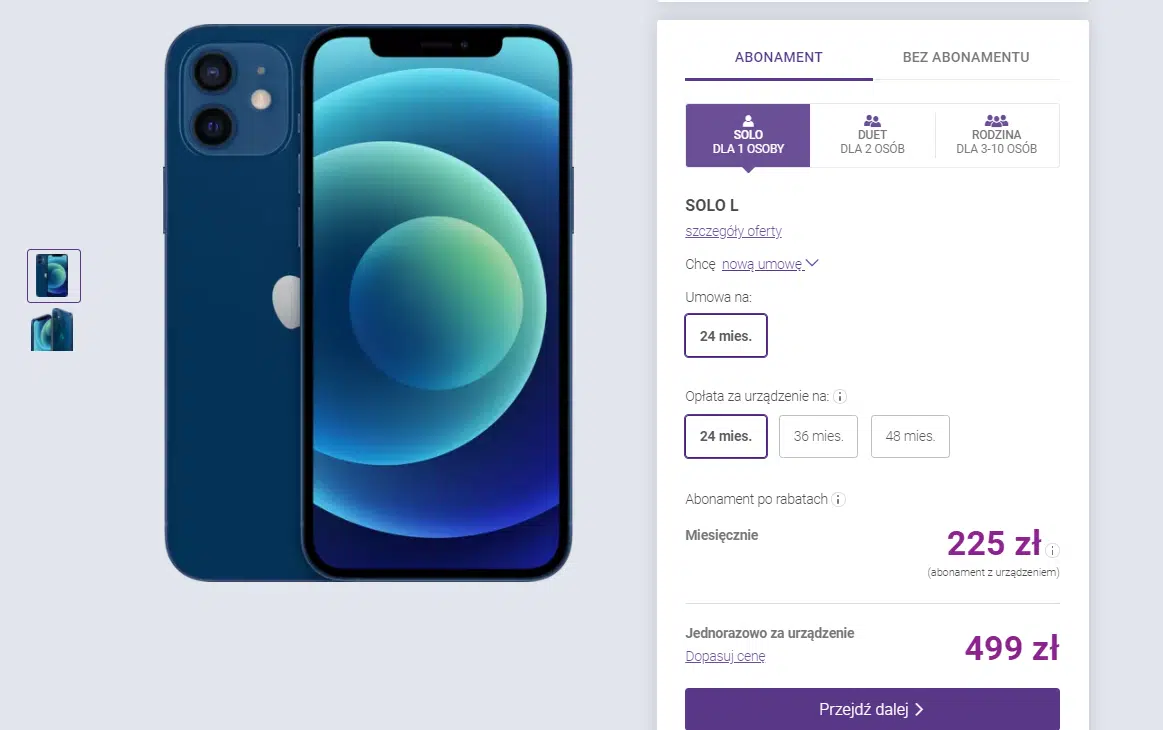 ABONAMENT
BEZ ABONAMENTU
SOLO
DLA 1 OSOBY
DUET
DLA 2 OSÓB
RODZINA
DLA 3-10 OSÓB
SOLO L
szczegóły oferty
Chcę nową umowę
Umowa na:
24 mies.
Opłata za urządzenie na: i
24 mies.
36 mies.
48 mies.
Abonament po rabatach i
Miesięcznie
225 zł i
(abonament z urządzeniem)
Jednorazowo za urządzenie
Dopasuj cenę
499 zł
Przejdź dalej